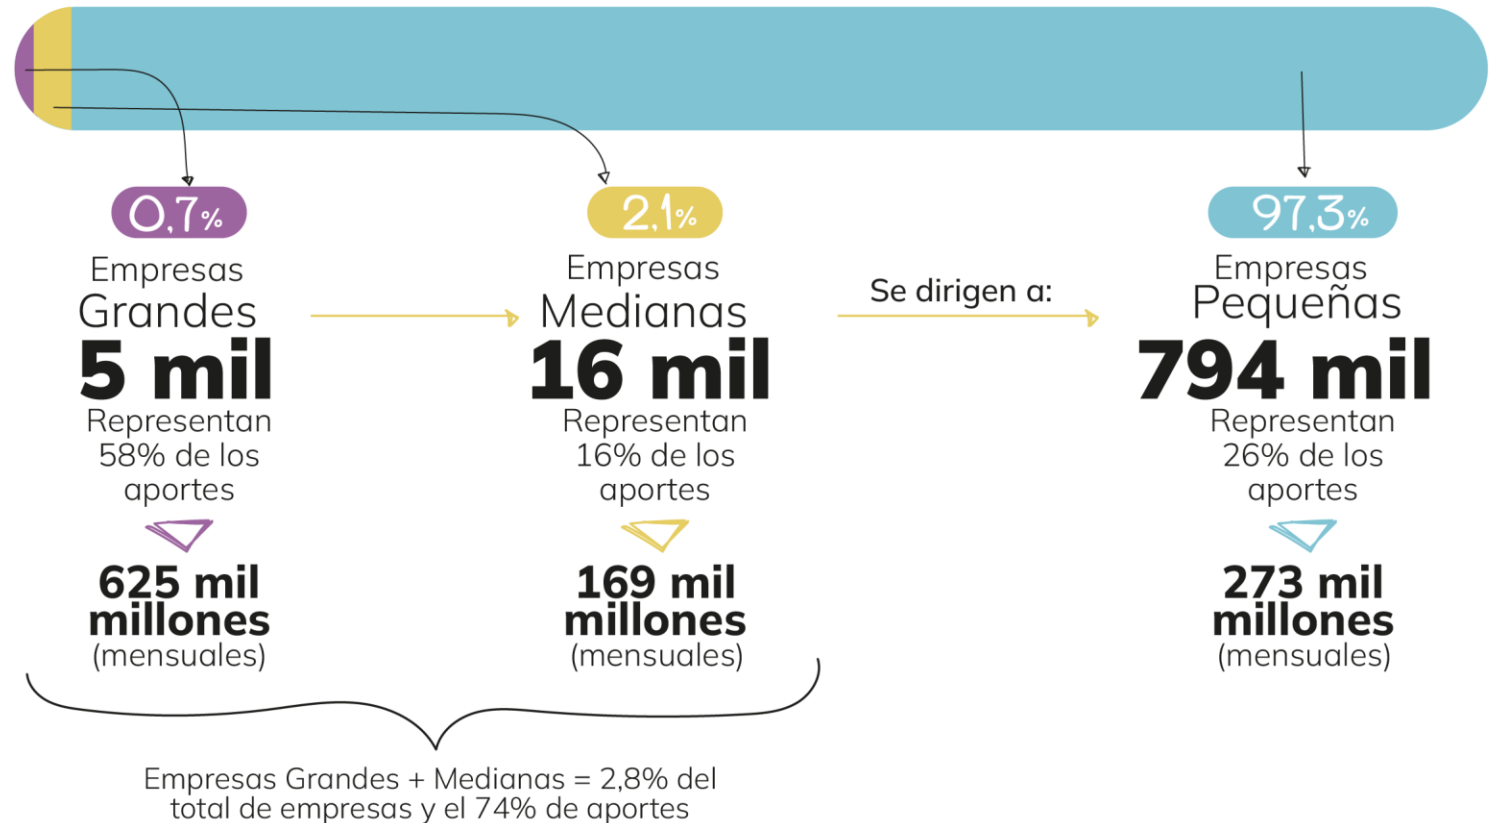 0,7%
Empresas
Grandes
5 mil
Representan
58% de los
aportes
625 mil
millones
(mensuales)
2,1%
Empresas
Medianas
16 mil
Representan
16% de los
aportes
169 mil
millones
(mensuales)
Se dirigen a:
97,3%
Empresas
Pequeñas
794 mil
Representan
26% de los
aportes
273 mil
millones
(mensuales)
Empresas Grandes + Medianas = 2,8% del
total de empresas y el 74% de aportes